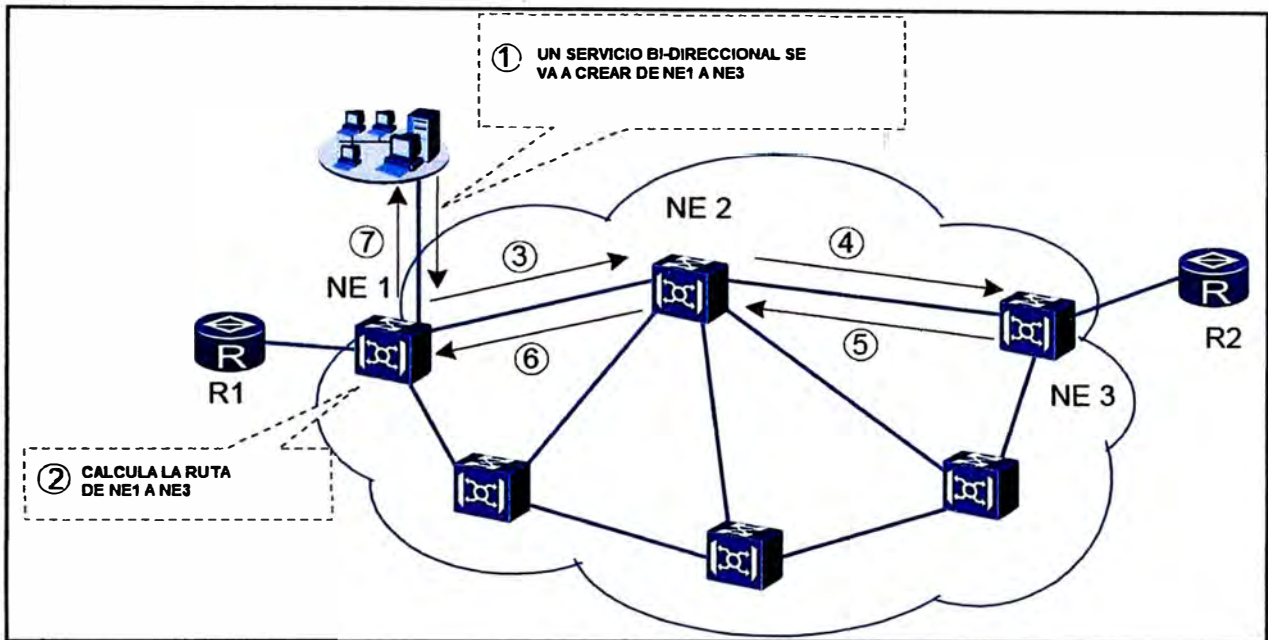 ① UN SERVICIO BI-DIRECCIONAL SE
VA A CREAR DE NE1 A NE3
NE 2
⑦
③
④
NE 1
R
R1
⑥
⑤
R
R2
NE 3
② CALCULA LA RUTA
DE NE1 A NE3